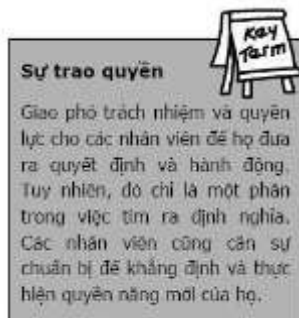 Key
Term
Sự trao quyền
Giao phó trách nhiệm và quyền
lực cho các nhân viên để họ đưa
ra quyết định và hành động.
Tuy nhiên, đó chỉ là một phần
trong việc tìm ra định nghĩa.
Các nhân viên cũng cần sự
chuẩn bị để khẳng định và thực
hiện quyền năng mới của họ.